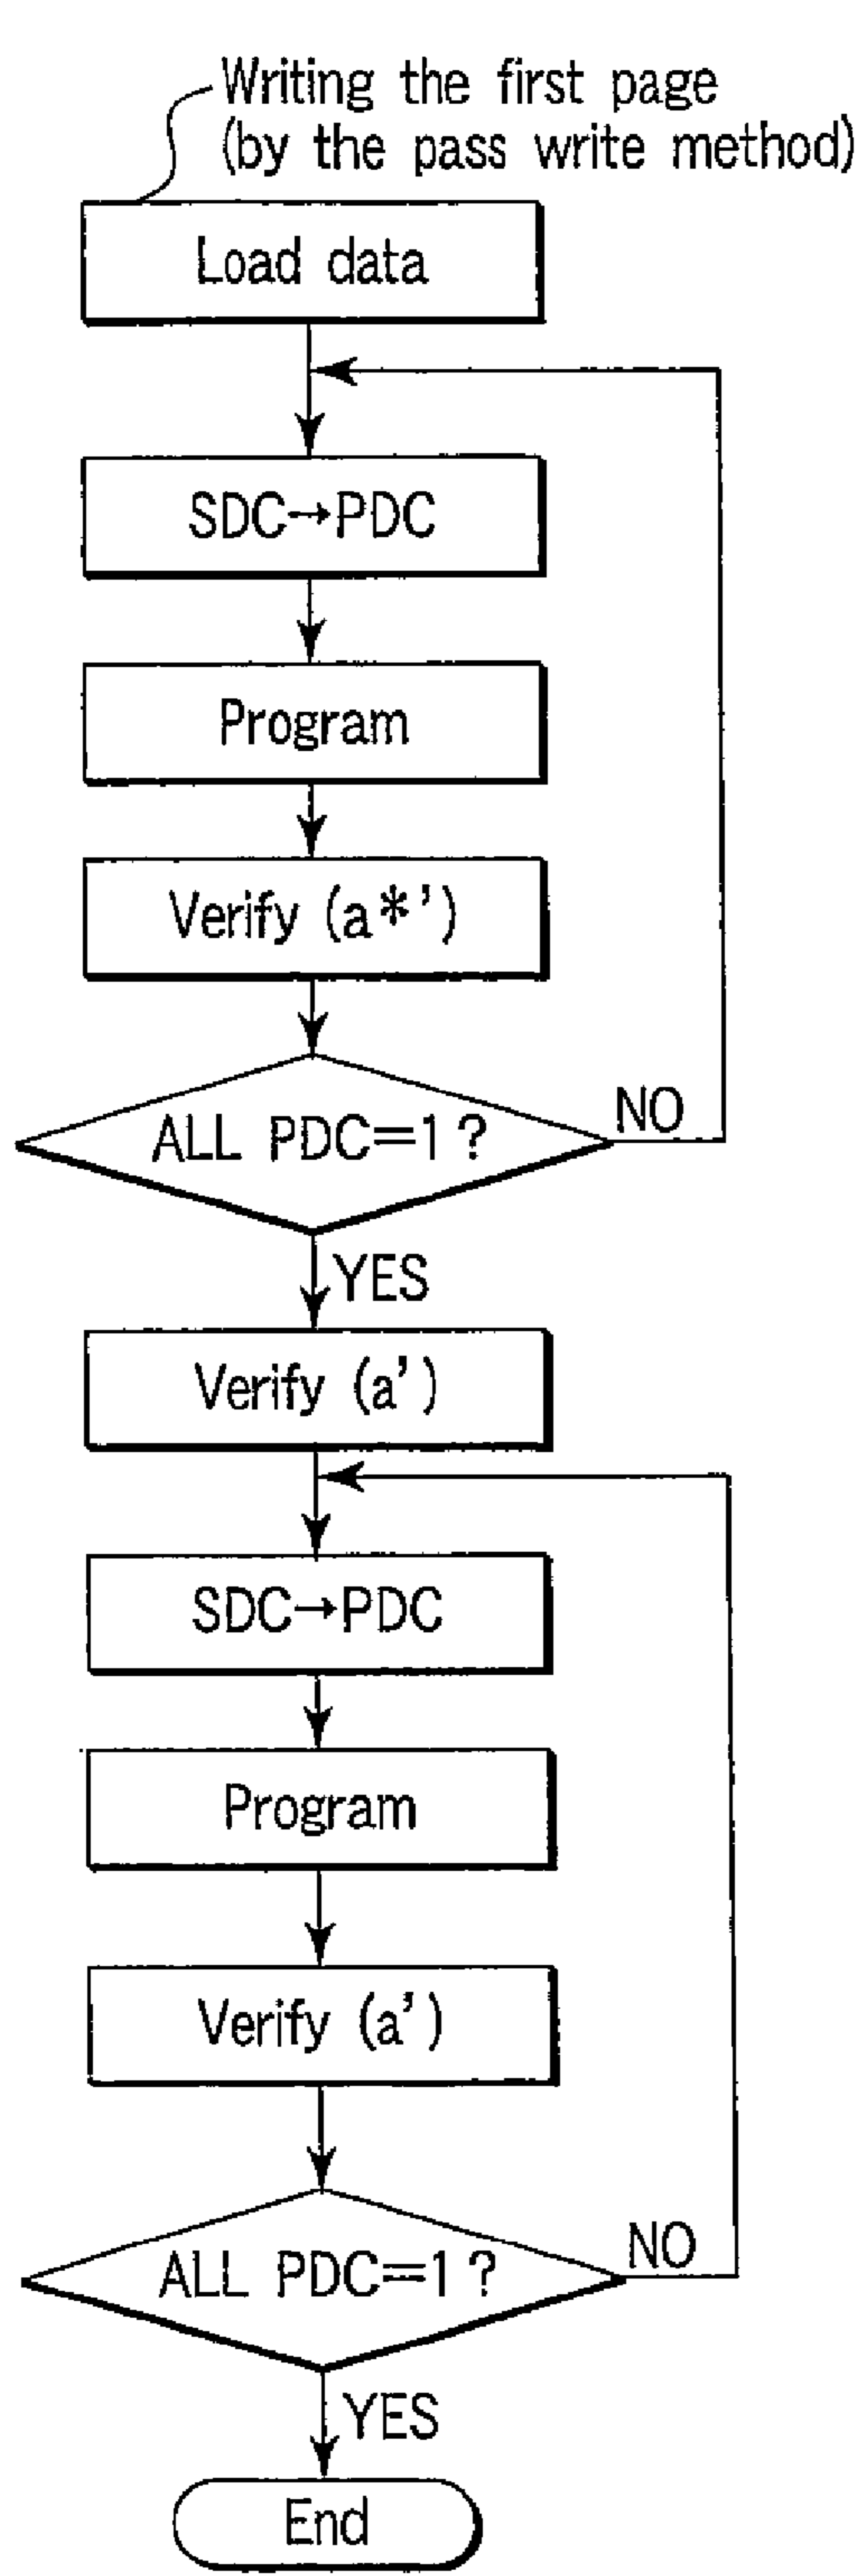 Writing the first page
(by the pass write method)
Load data
SDC→PDC
Program
Verify (a*')
ALL PDC=1?
NO
YES
Verify (a')
SDC→PDC
Program
Verify (a')
ALL PDC=1?
NO
YES
End